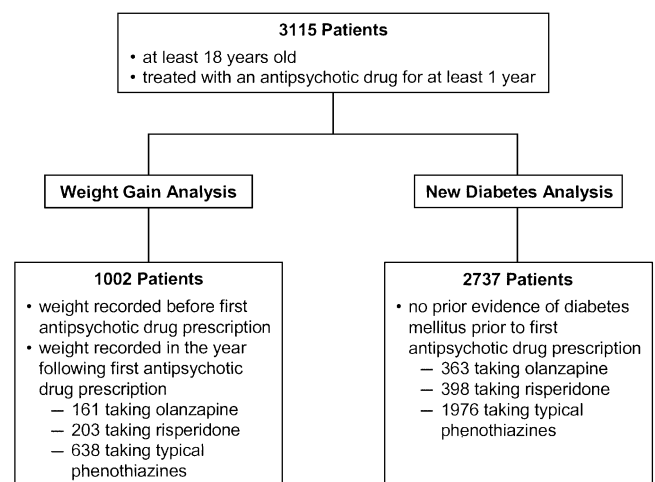 3115 Patients
• at least 18 years old
• treated with an antipsychotic drug for at least 1 year
Weight Gain Analysis
New Diabetes Analysis
1002 Patients
• weight recorded before first
antipsychotic drug prescription
• weight recorded in the year
following first antipsychotic
drug prescription
— 161 taking olanzapine
— 203 taking risperidone
— 638 taking typical
phenothiazines
2737 Patients
• no prior evidence of diabetes
mellitus prior to first
antipsychotic drug prescription
— 363 taking olanzapine
— 398 taking risperidone
— 1976 taking typical
phenothiazines